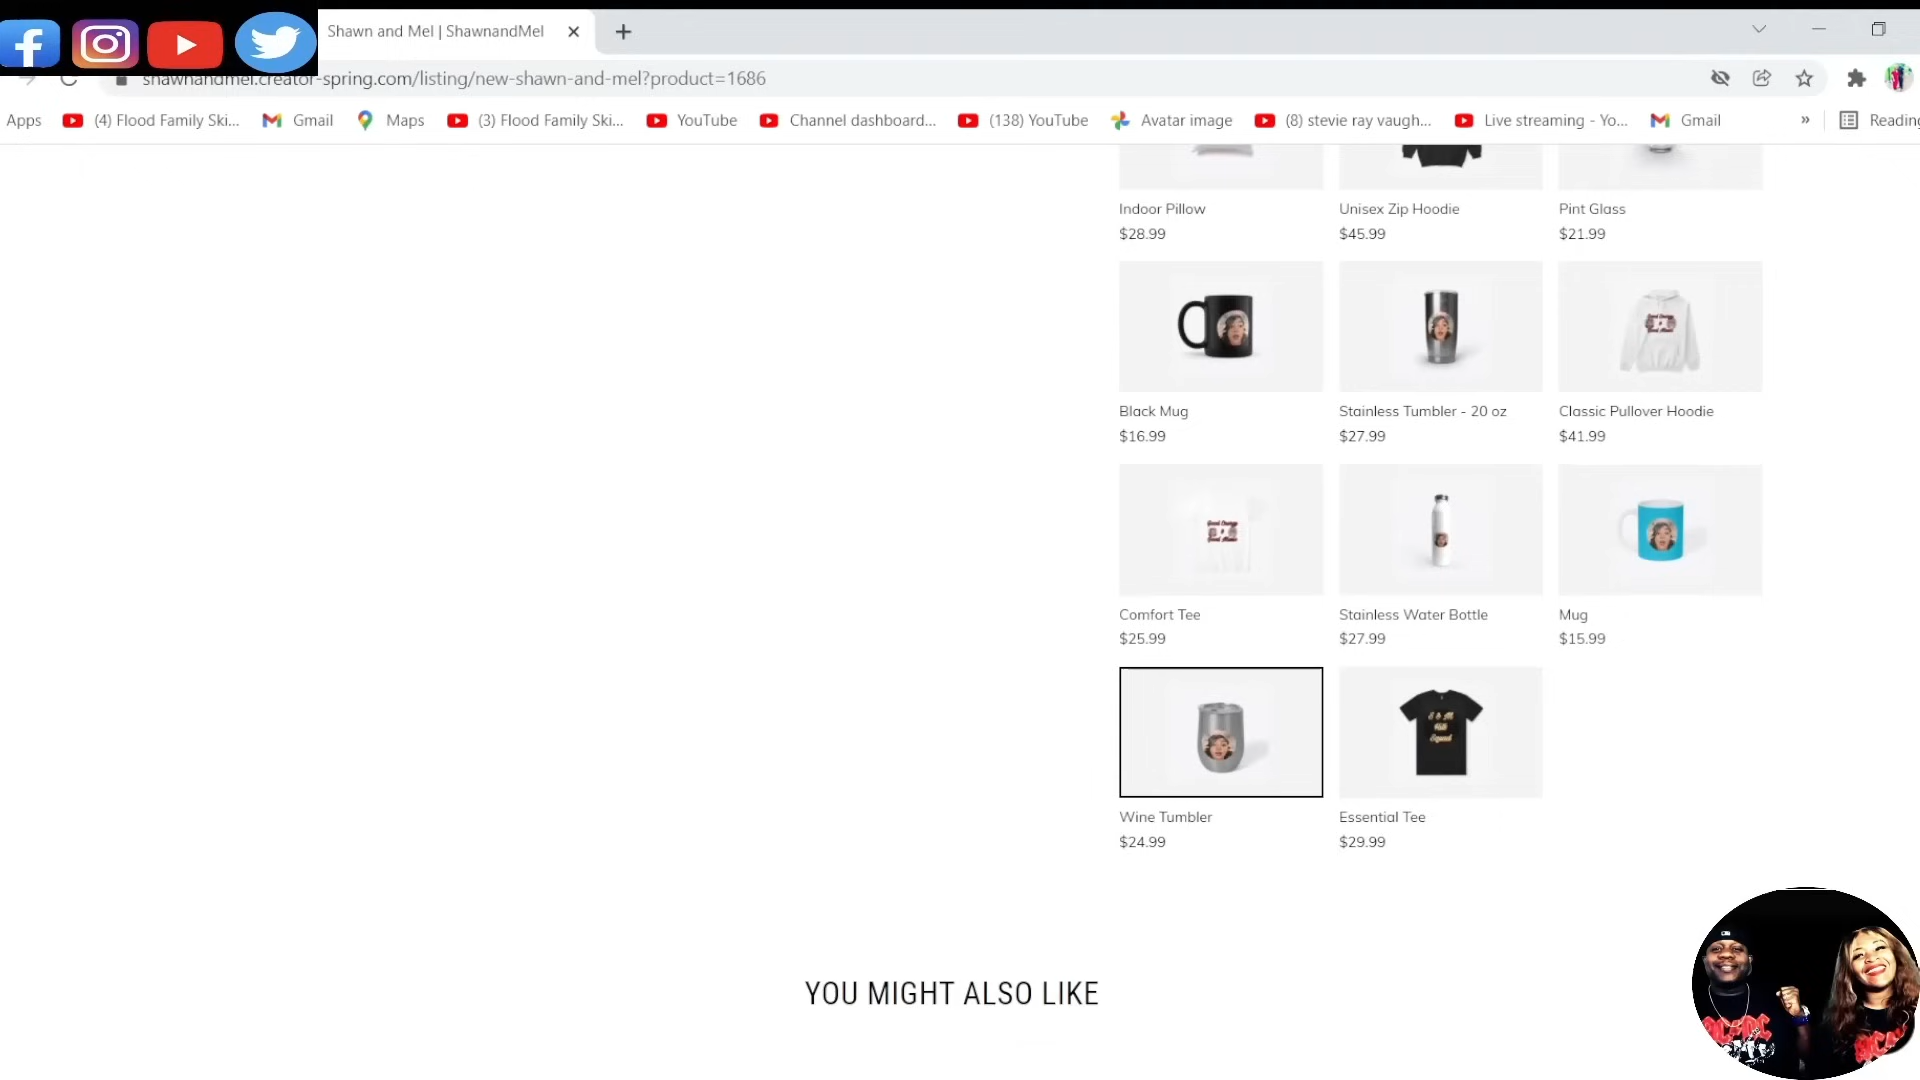 Shawn and Mel | ShawnandMel
shawnandmel.creator-spring.com/listing/new-shawn-and-mel?product=1686
Apps
(4) Flood Family Ski...
Gmail
Maps
(3) Flood Family Ski...
YouTube
Channel dashboard...
(138) YouTube
Avatar image
(8) stevie ray vaugh...
Live streaming - Yo...
Gmail
»
Reading
Indoor Pillow
$28.99
Unisex Zip Hoodie
$45.99
Pint Glass
$21.99
Black Mug
$16.99
Stainless Tumbler - 20 oz
$27.99
Classic Pullover Hoodie
$41.99
Comfort Tee
$25.99
Stainless Water Bottle
$27.99
Mug
$15.99
S & M
Squad
Wine Tumbler
$24.99
Essential Tee
$29.99
YOU MIGHT ALSO LIKE